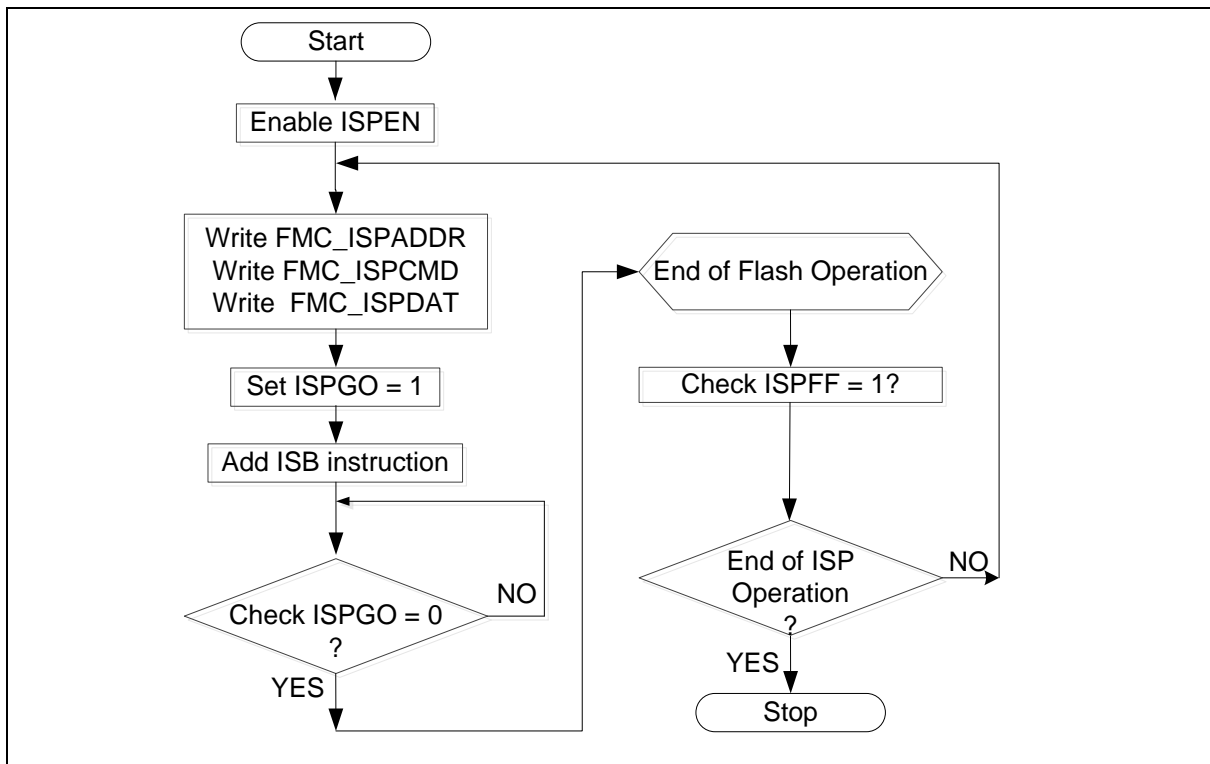 Start
Enable ISPEN
Write FMC_ISPADDR
Write FMC_ISPCMD
Write  FMC_ISPDAT
Set ISPGO = 1
Add ISB instruction
Check ISPGO = 0
?
NO
YES
End of Flash Operation
Check ISPFF = 1?
End of ISP
Operation
?
NO
YES
Stop